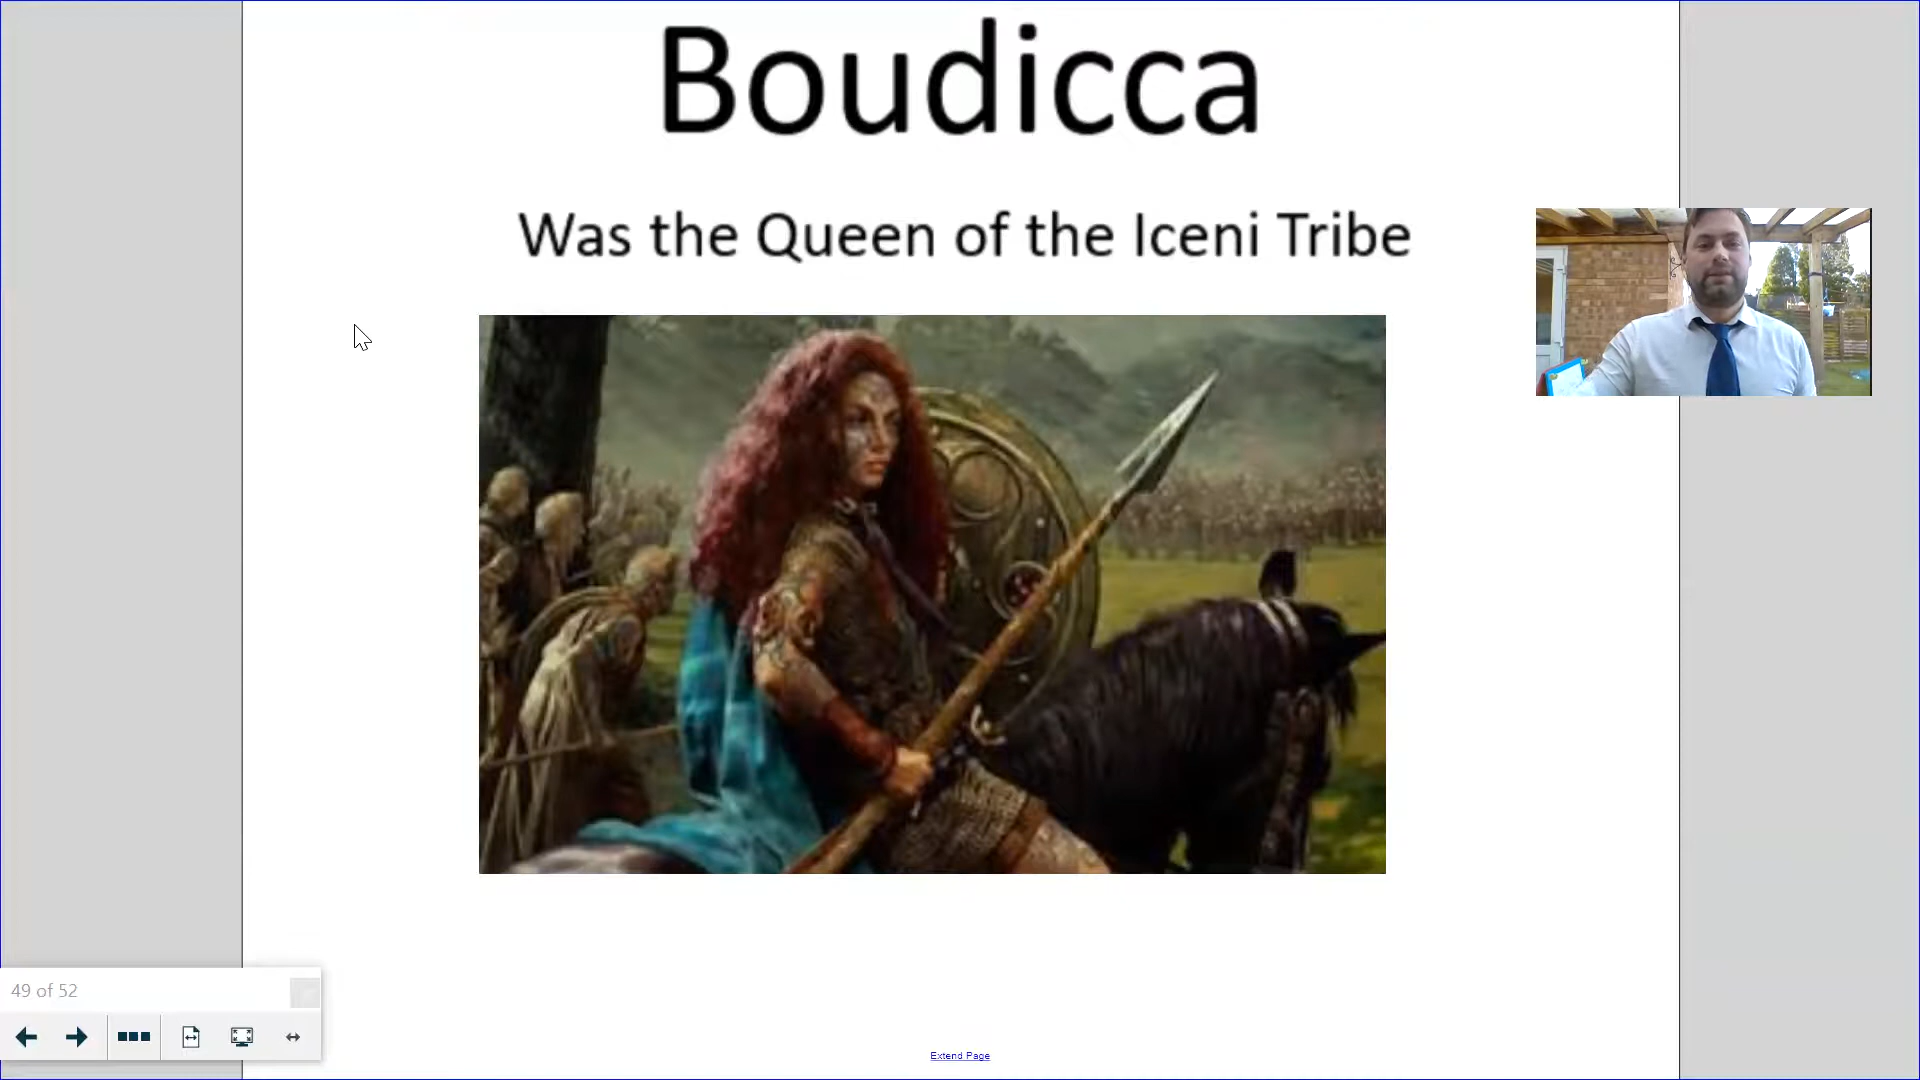 Boudicca
Was the Queen of the Iceni Tribe
49 of 52
Extend Page